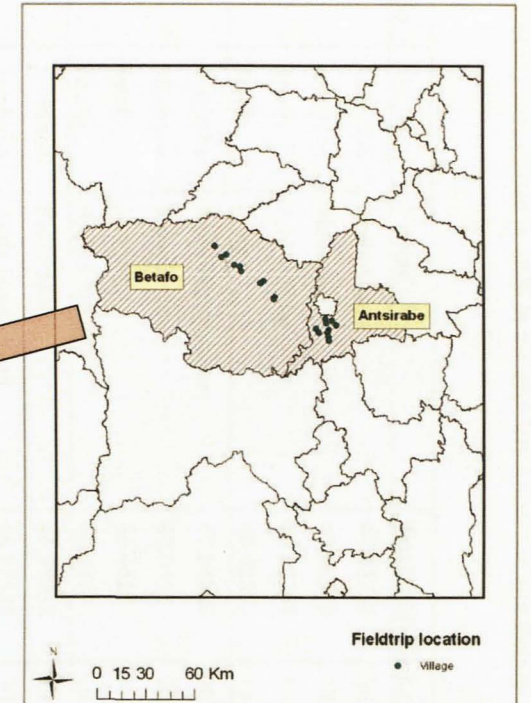 Betafo
Antsirabe
Fieldtrip location
Village
N
0 15 30 60 Km